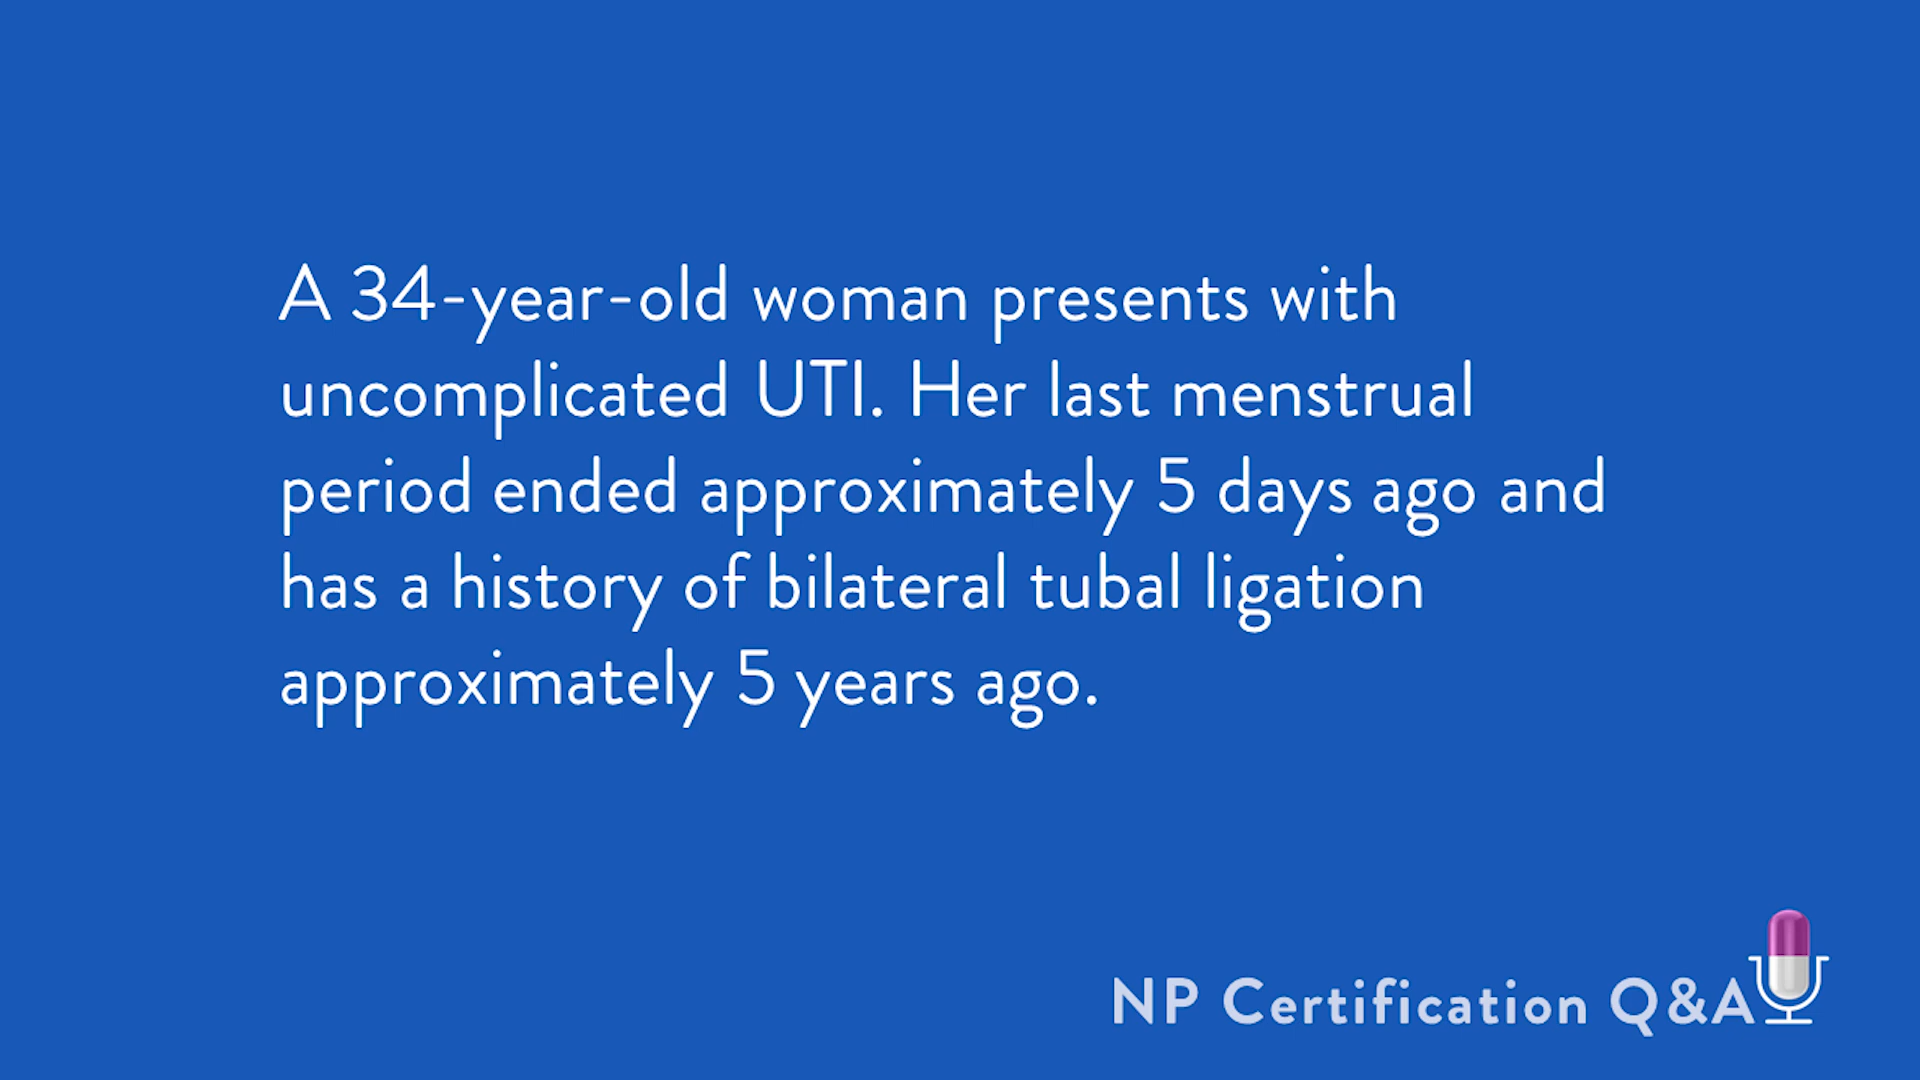 A 34-year-old woman presents with
uncomplicated UTI. Her last menstrual
period ended approximately 5 days ago and
has a history of bilateral tubal ligation
approximately 5 years ago.
NP Certification Q&A